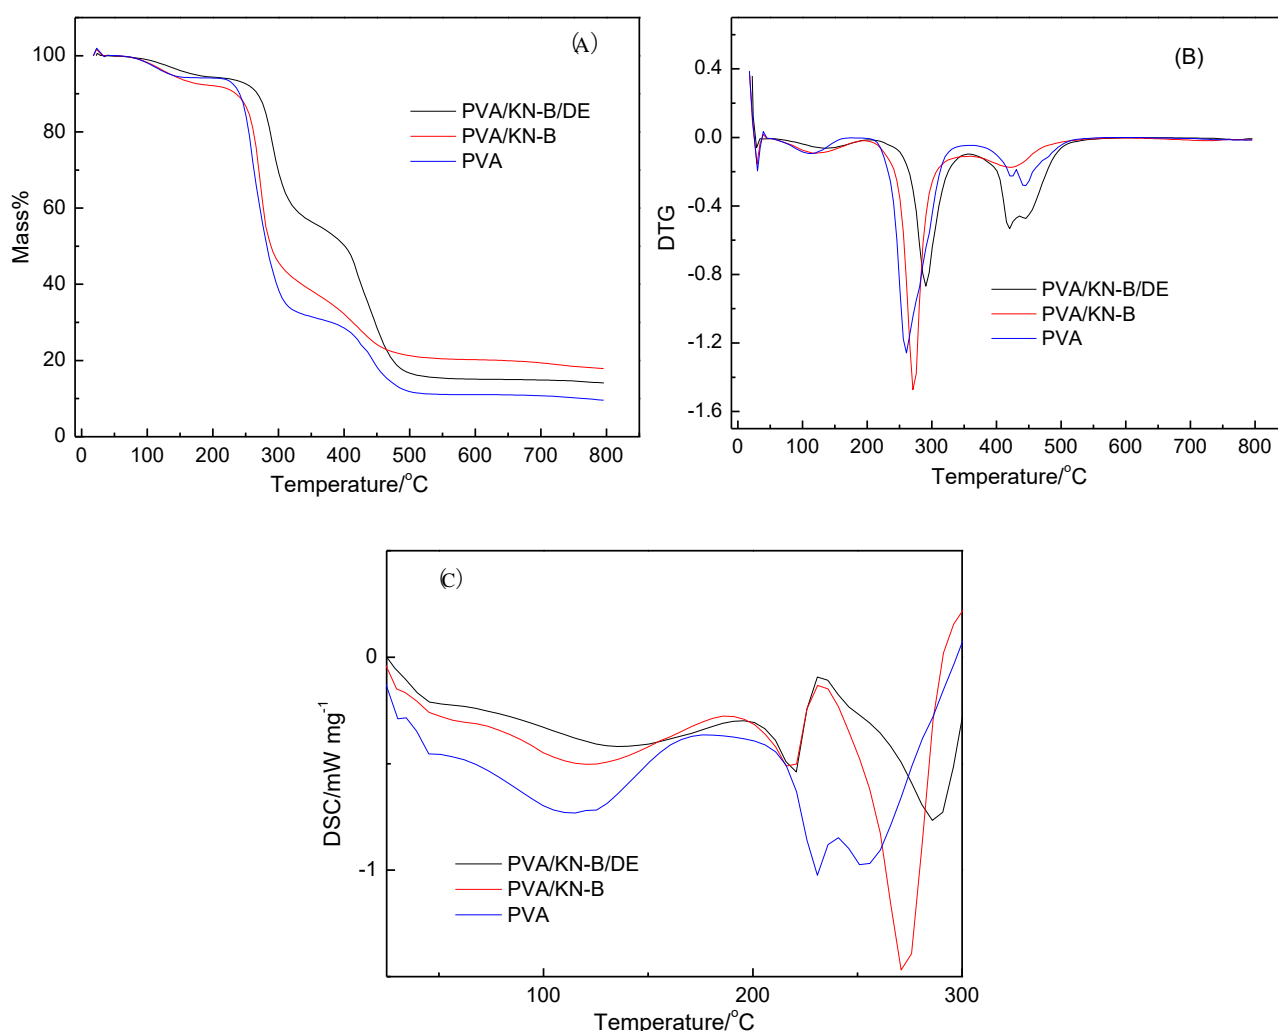 (A)
100
80
60
40
20
0
Mass%
PVA/KN-B/DE
PVA/KN-B
PVA
0 100 200 300 400 500 600 700 800
Temperature/°C
(B)
0.4
0.0
-0.4
-0.8
-1.2
-1.6
DTG
PVA/KN-B/DE
PVA/KN-B
PVA
0 100 200 300 400 500 600 700 800
Temperature/°C
(C)
0
-1
DSC/mW mg⁻¹
PVA/KN-B/DE
PVA/KN-B
PVA
100 200 300
Temperature/°C